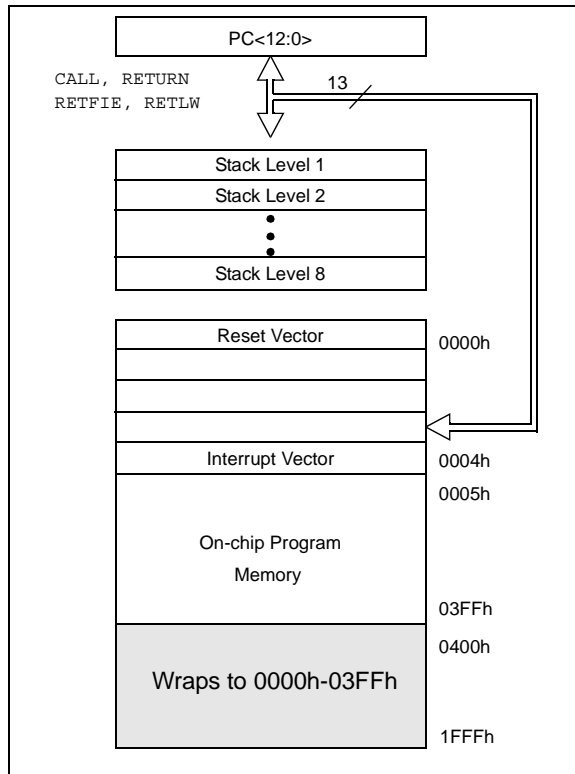 PC<12:0>
CALL, RETURN
RETFIE, RETLW
13
Stack Level 1
Stack Level 2
Stack Level 8
Reset Vector
0000h
Interrupt Vector
0004h
0005h
On-chip Program
Memory
03FFh
0400h
Wraps to 0000h-03FFh
1FFFh